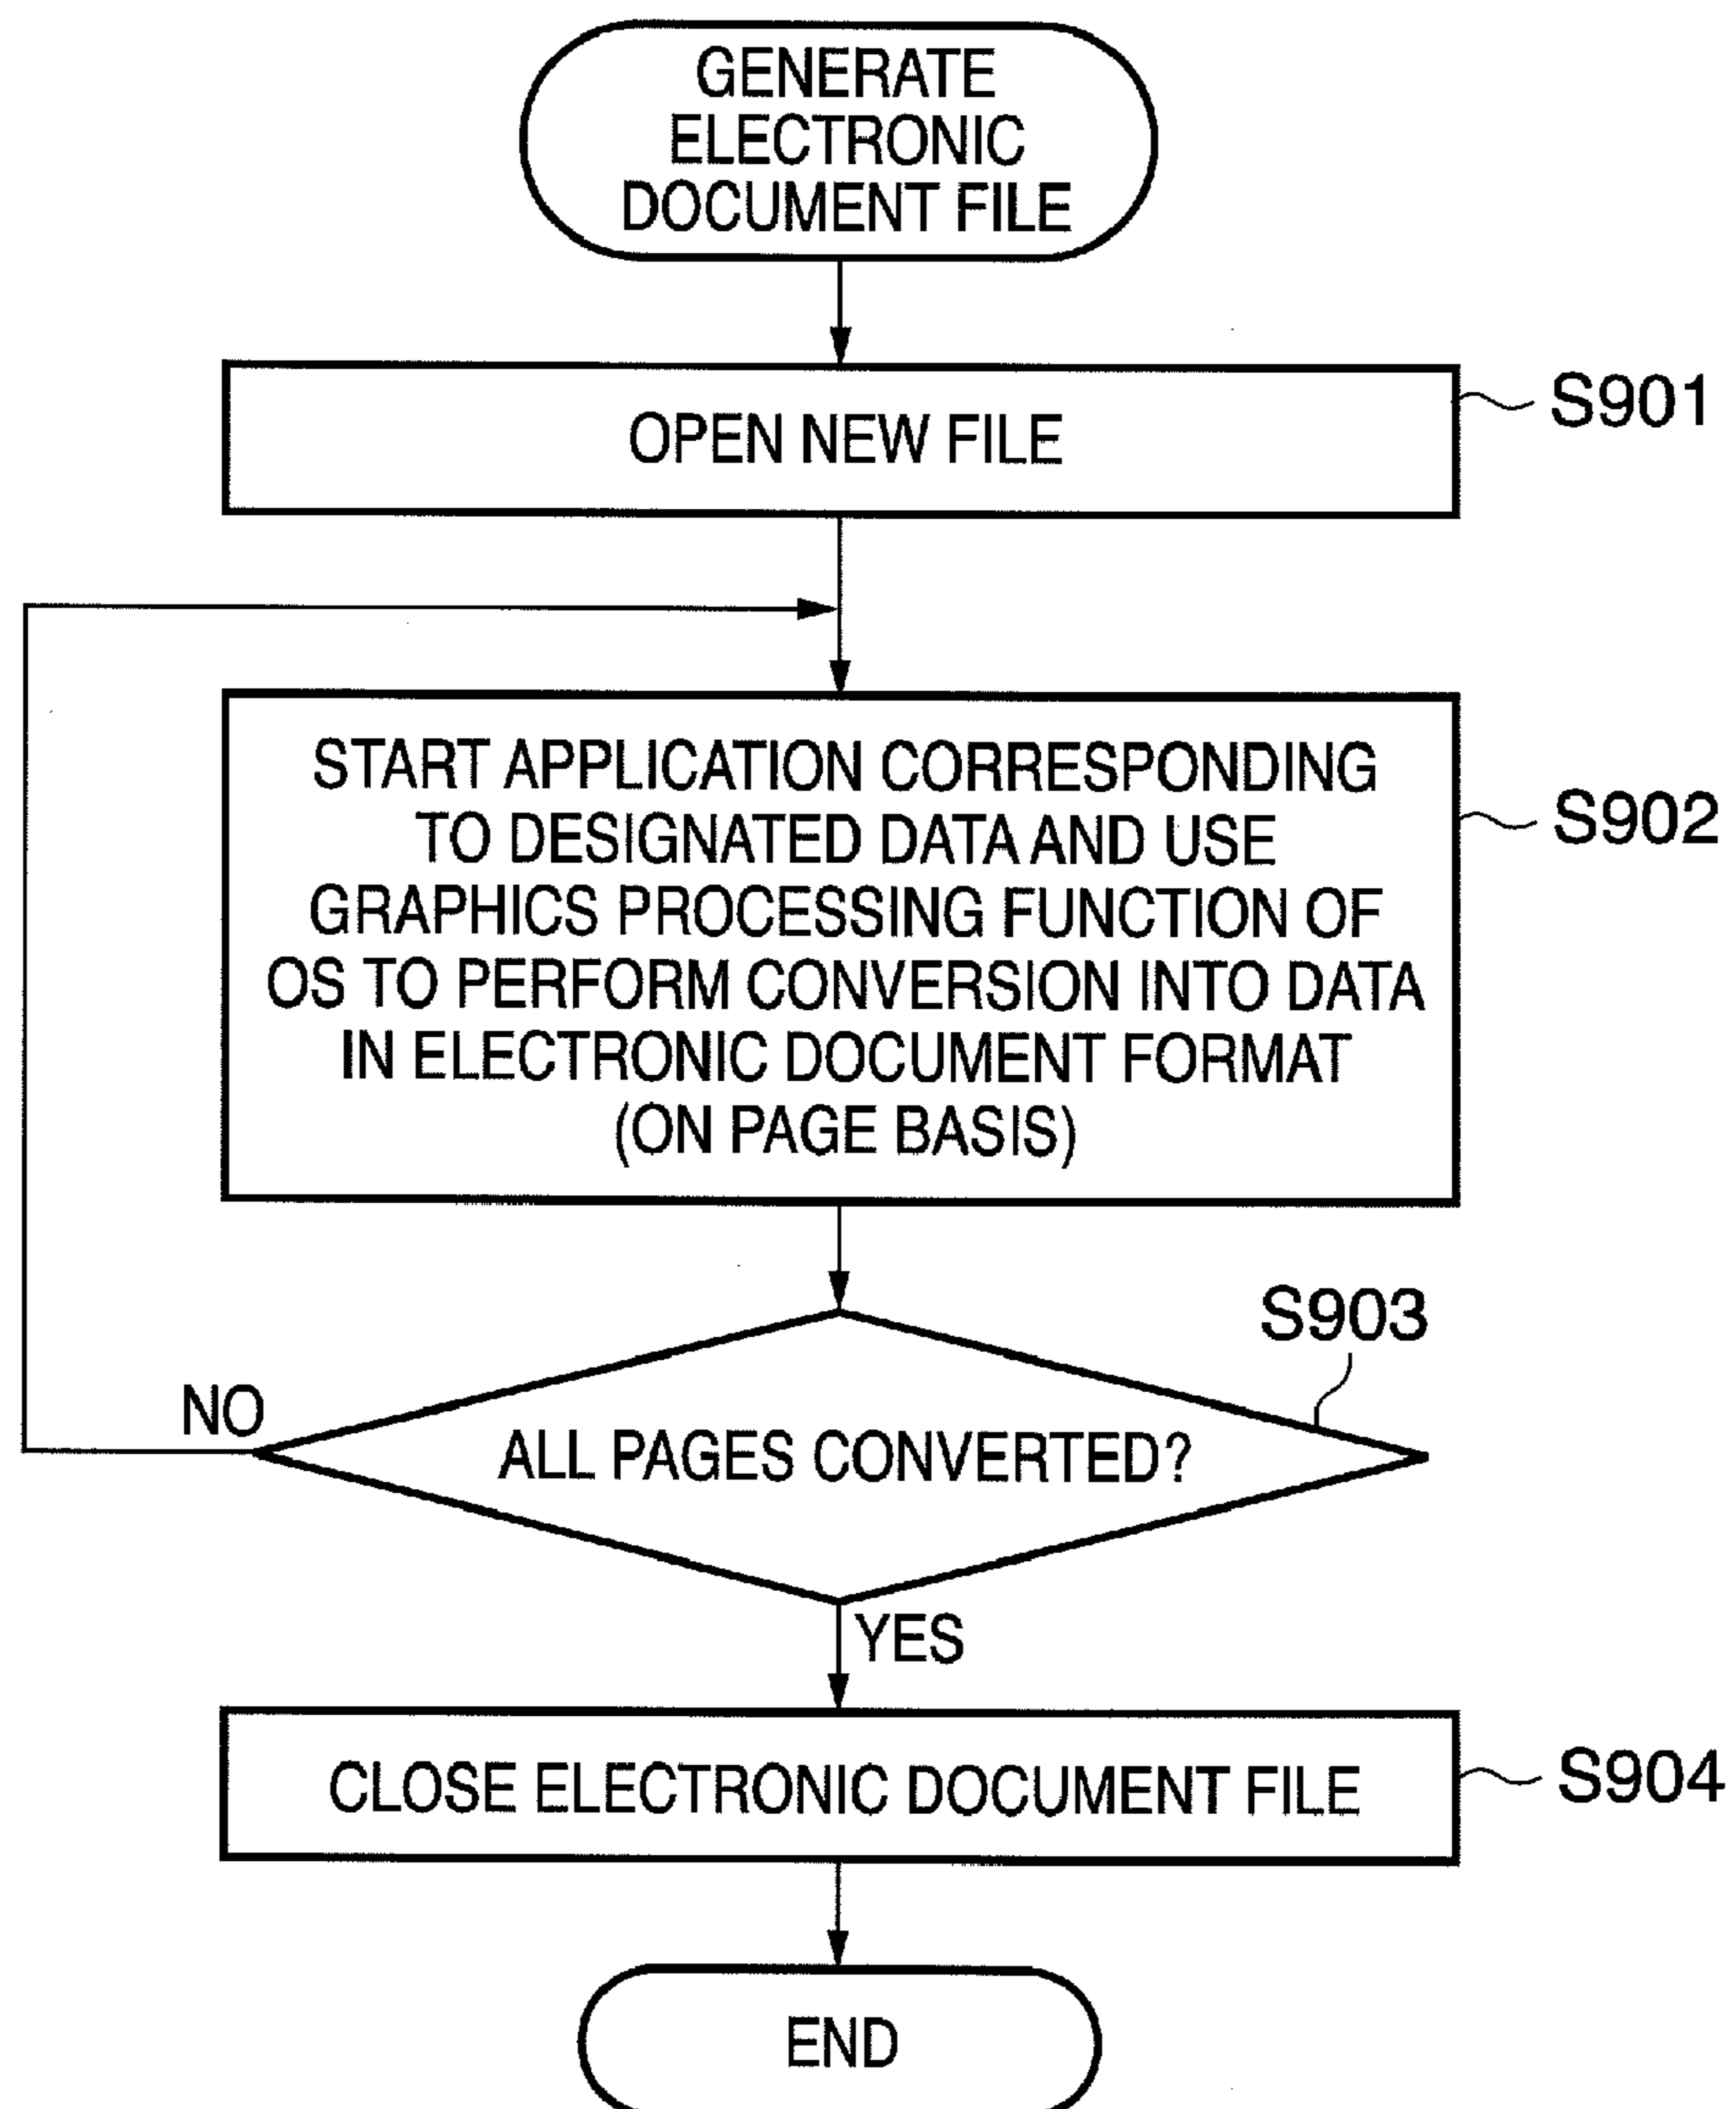 GENERATE
ELECTRONIC
DOCUMENT FILE
OPEN NEW FILE
S901
START APPLICATION CORRESPONDING
TO DESIGNATED DATA AND USE
GRAPHICS PROCESSING FUNCTION OF
OS TO PERFORM CONVERSION INTO DATA
IN ELECTRONIC DOCUMENT FORMAT
(ON PAGE BASIS)
S902
S903
NO
ALL PAGES CONVERTED?
YES
CLOSE ELECTRONIC DOCUMENT FILE
S904
END